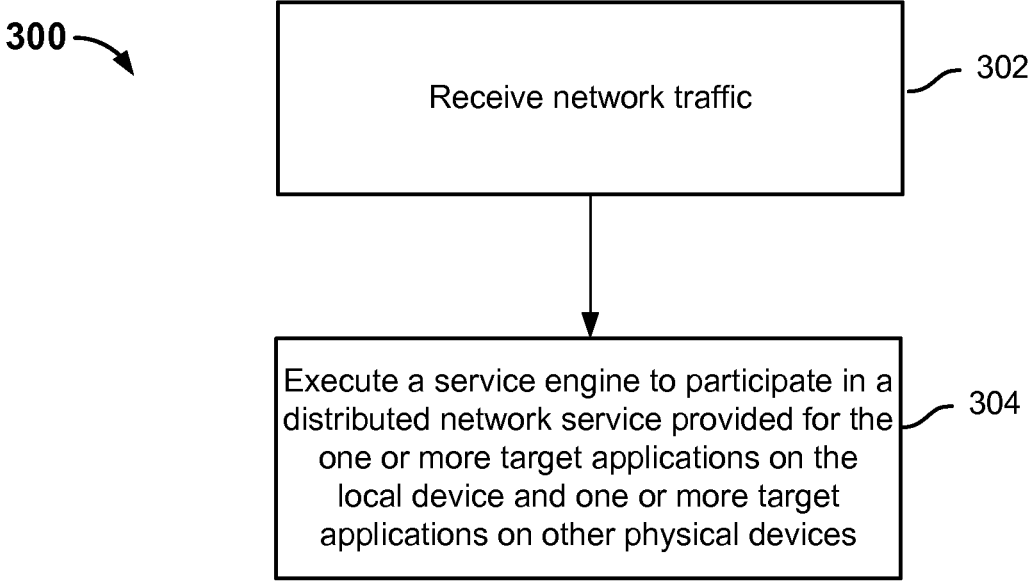 300
Receive network traffic
302
Execute a service engine to participate in a
distributed network service provided for the
one or more target applications on the
local device and one or more target
applications on other physical devices
304